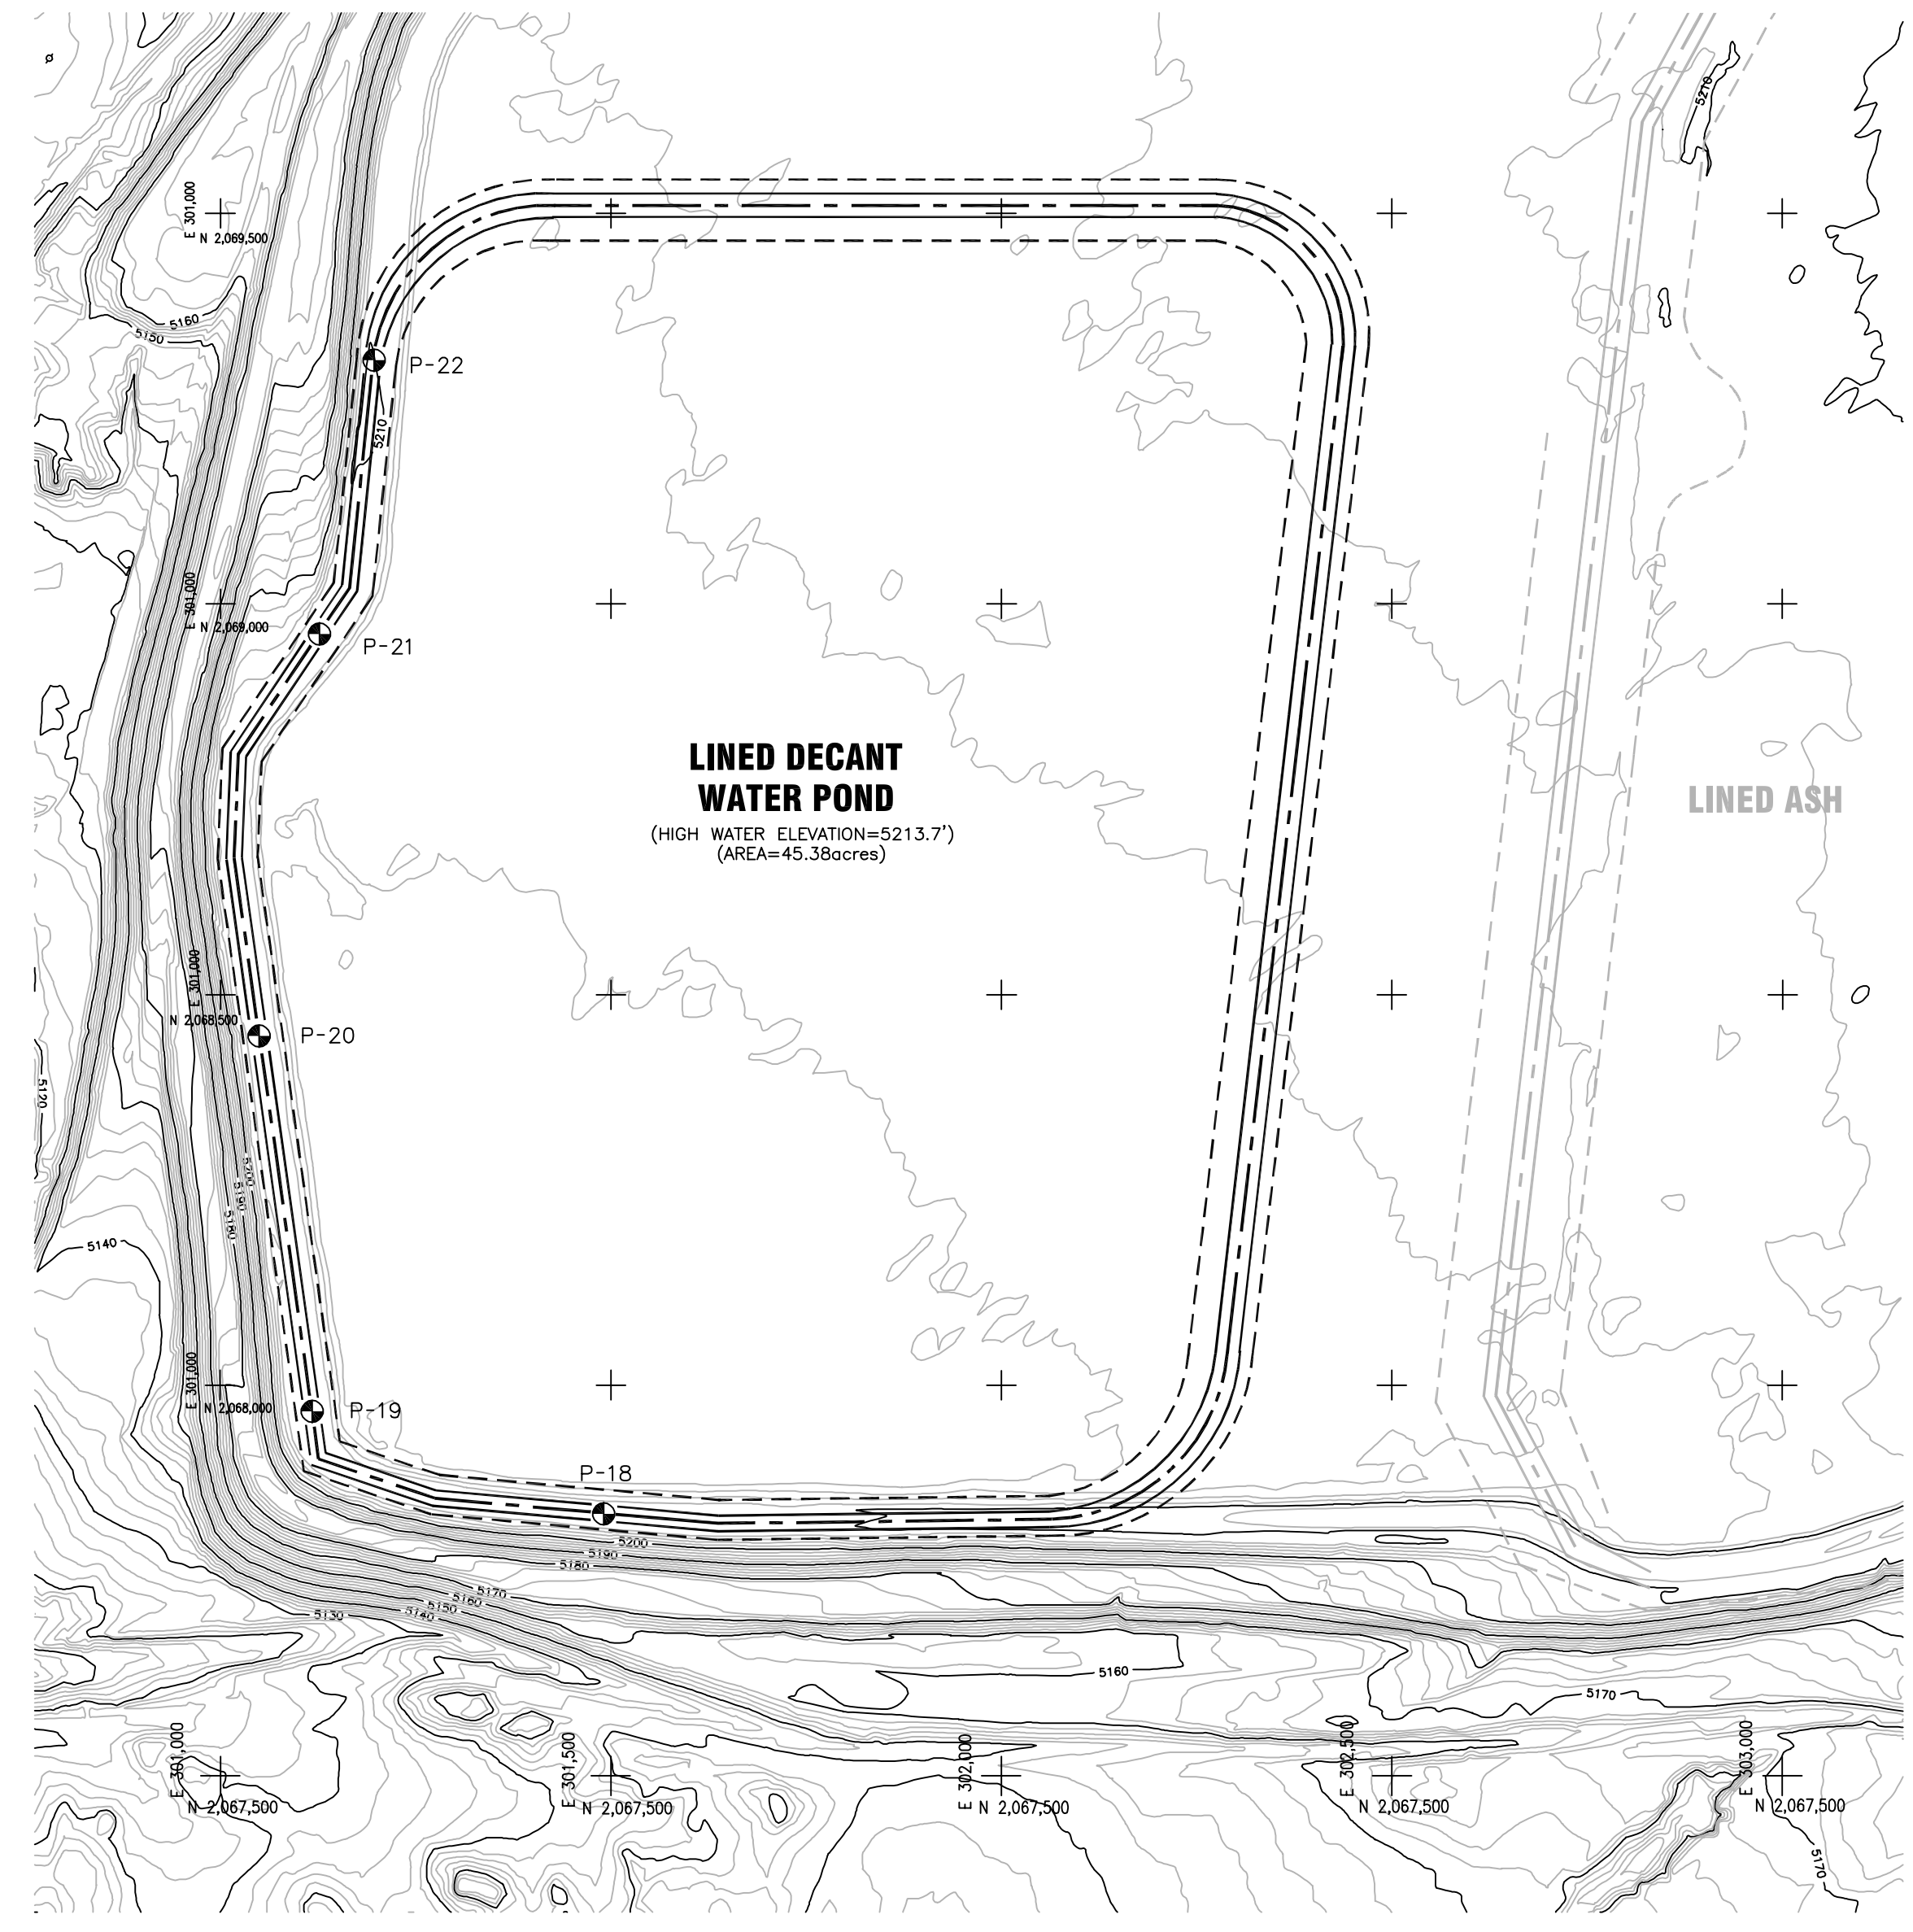 5210
E 301,000
N 2,069,500
5160
5150
P-22
5210
E 301,000
N 2,069,000
P-21
LINED DECANT
WATER POND
(HIGH WATER ELEVATION=5213.7')
(AREA=45.38acres)
LINED ASH
E 301,000
N 2,068,500
P-20
5120
5200
5190
5180
5140
E 301,000
N 2,068,000
P-19
P-18
5200
5190
5180
5170
5160
5150
5140
5130
5160
5170
E 301,000
N 2,067,500
E 301,500
N 2,067,500
E 302,000
N 2,067,500
E 302,500
N 2,067,500
E 303,000
N 2,067,500
5170